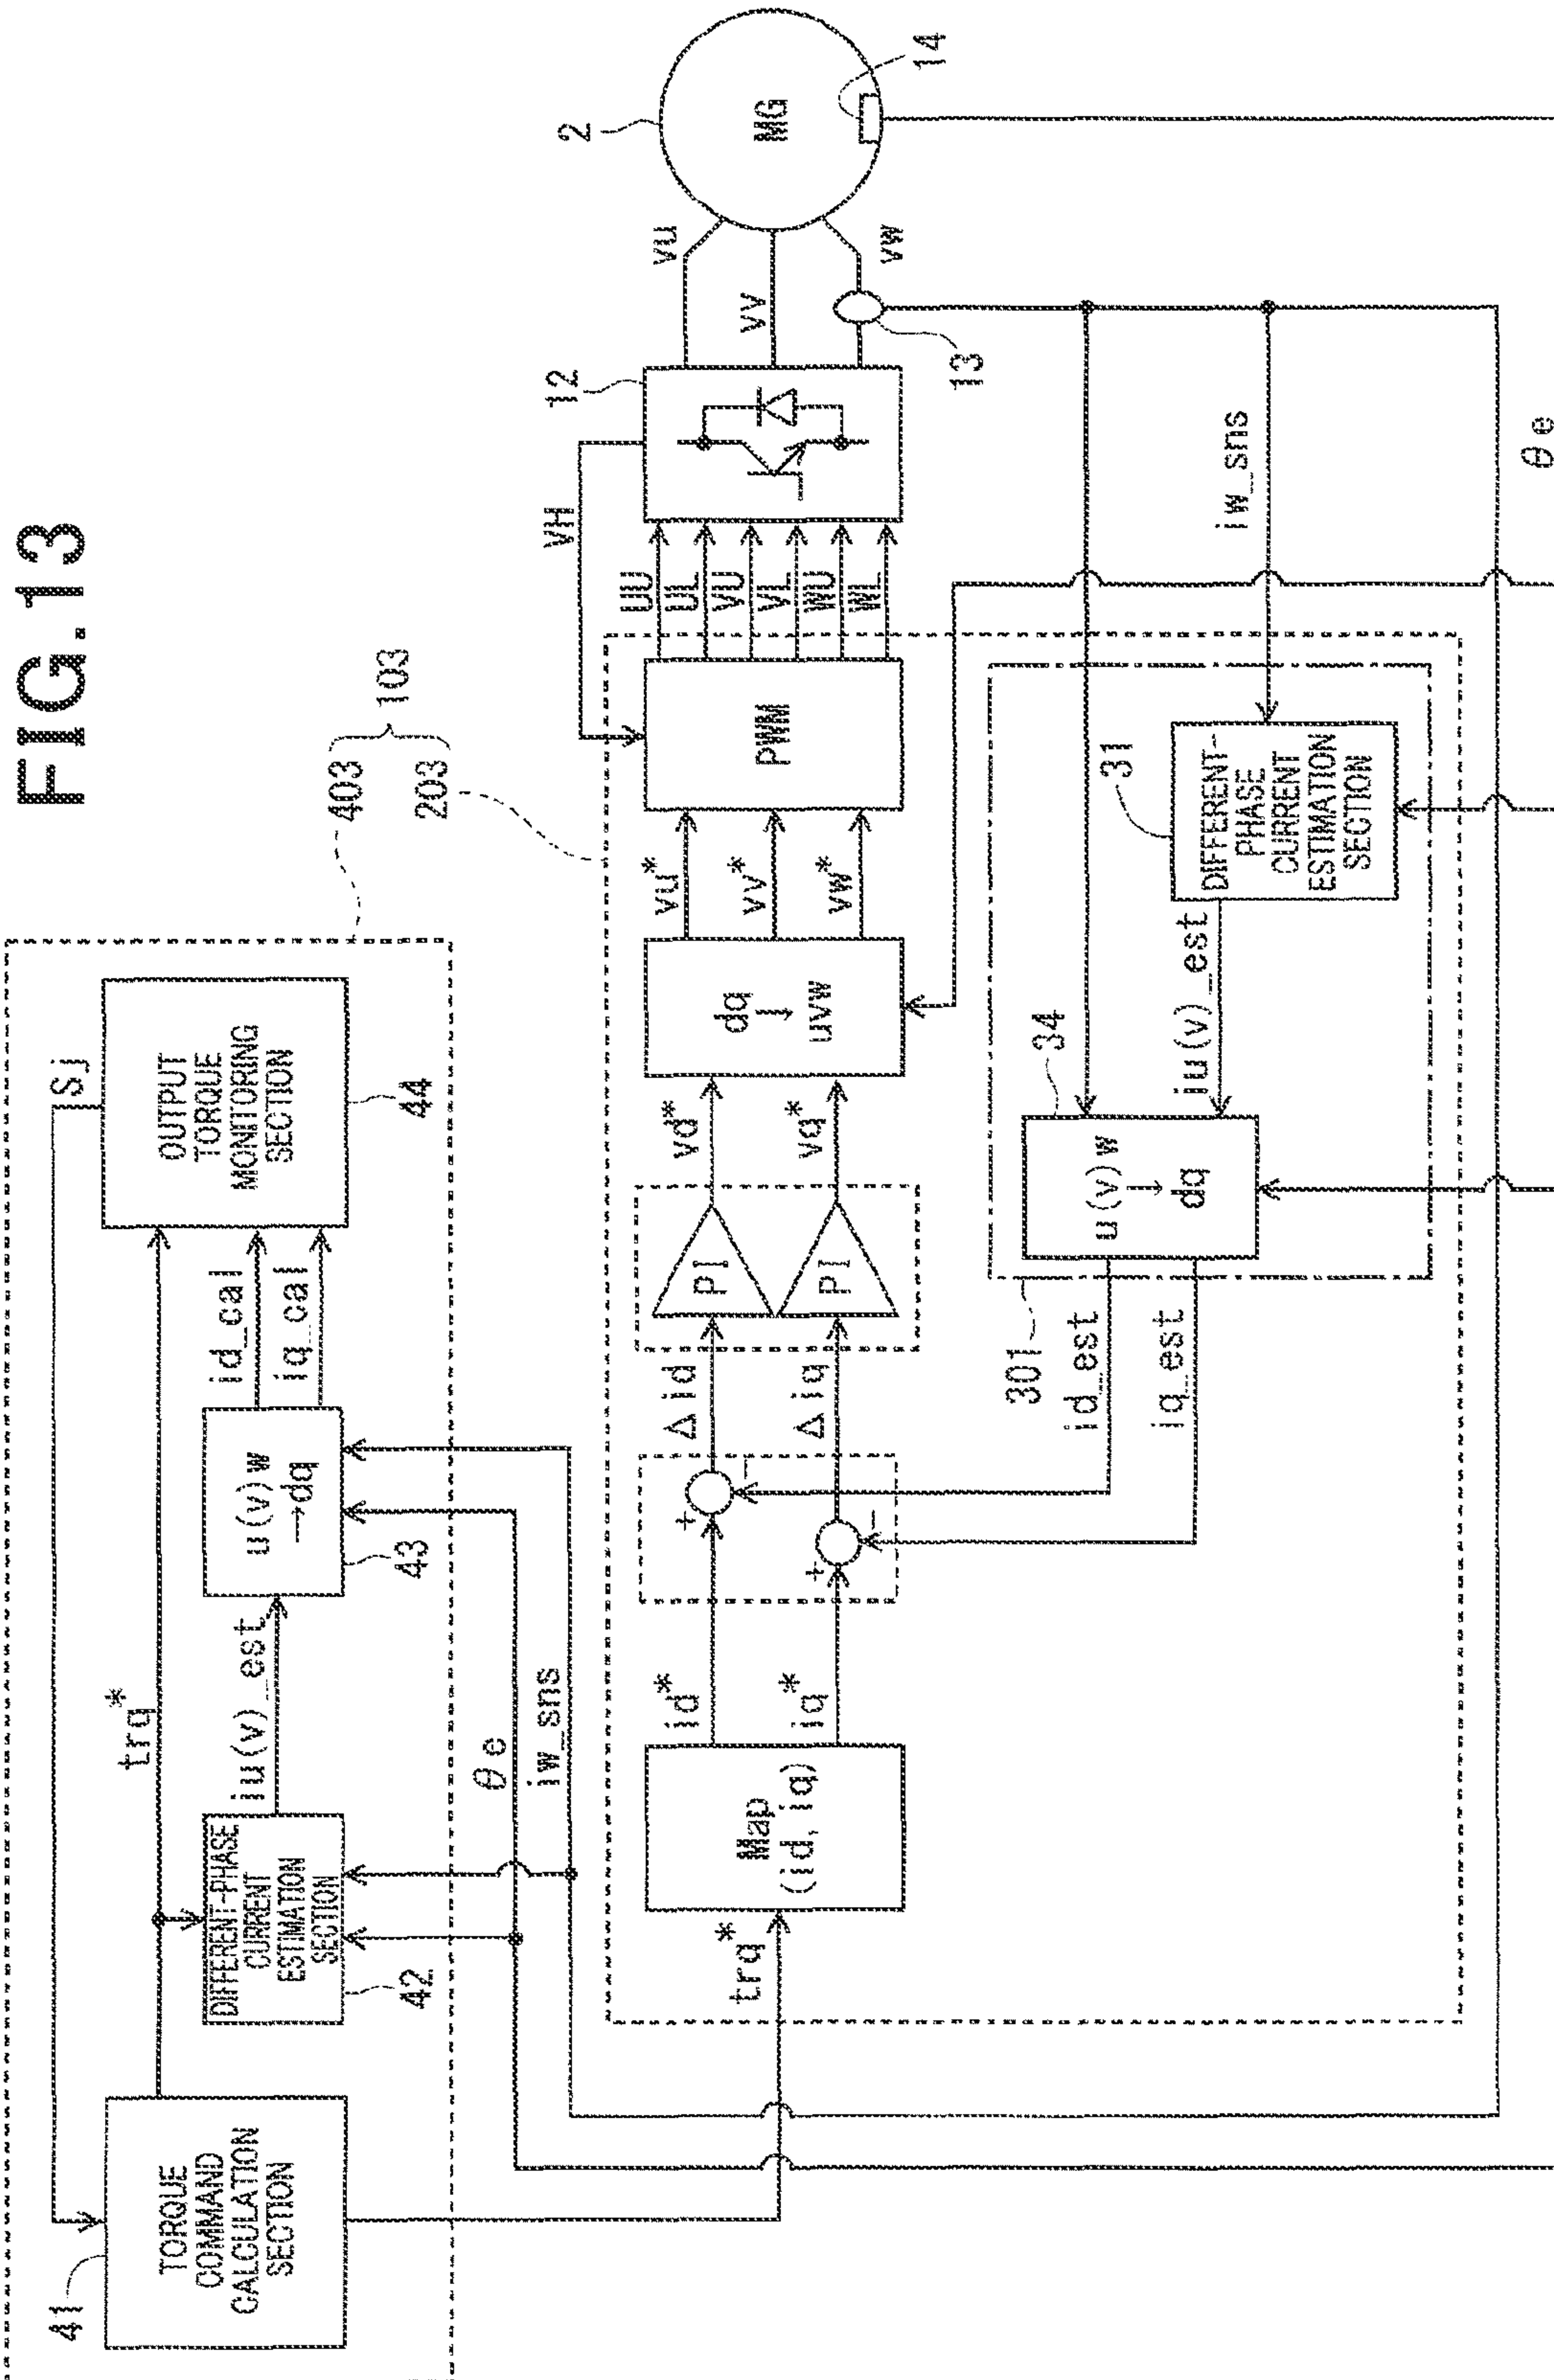 FIG.13
403
203
103
Sj
41
TORQUE
COMMAND
CALCULATION
SECTION
trq*
DIFFERENT-PHASE
CURRENT
ESTIMATION
SECTION
42
iu(v)_est
u(v)w
→dq
43
id_cal
iq_cal
OUTPUT
TORQUE
MONITORING
SECTION
44
θe
iw_sns
trq*
Map
(id, iq)
id*
iq*
+
-
+
-
Δid
Δiq
PI
PI
vd*
vq*
dq
↓
uvw
vu*
vv*
vw*
PWM
VH
UU
UL
VU
VL
WU
WL
12
vu
vv
vw
13
2
MG
14
301
id_est
iq_est
34
u(v)w
↓
dq
iu(v)_est
31
DIFFERENT-
PHASE
CURRENT
ESTIMATION
SECTION
iw_sns
θe